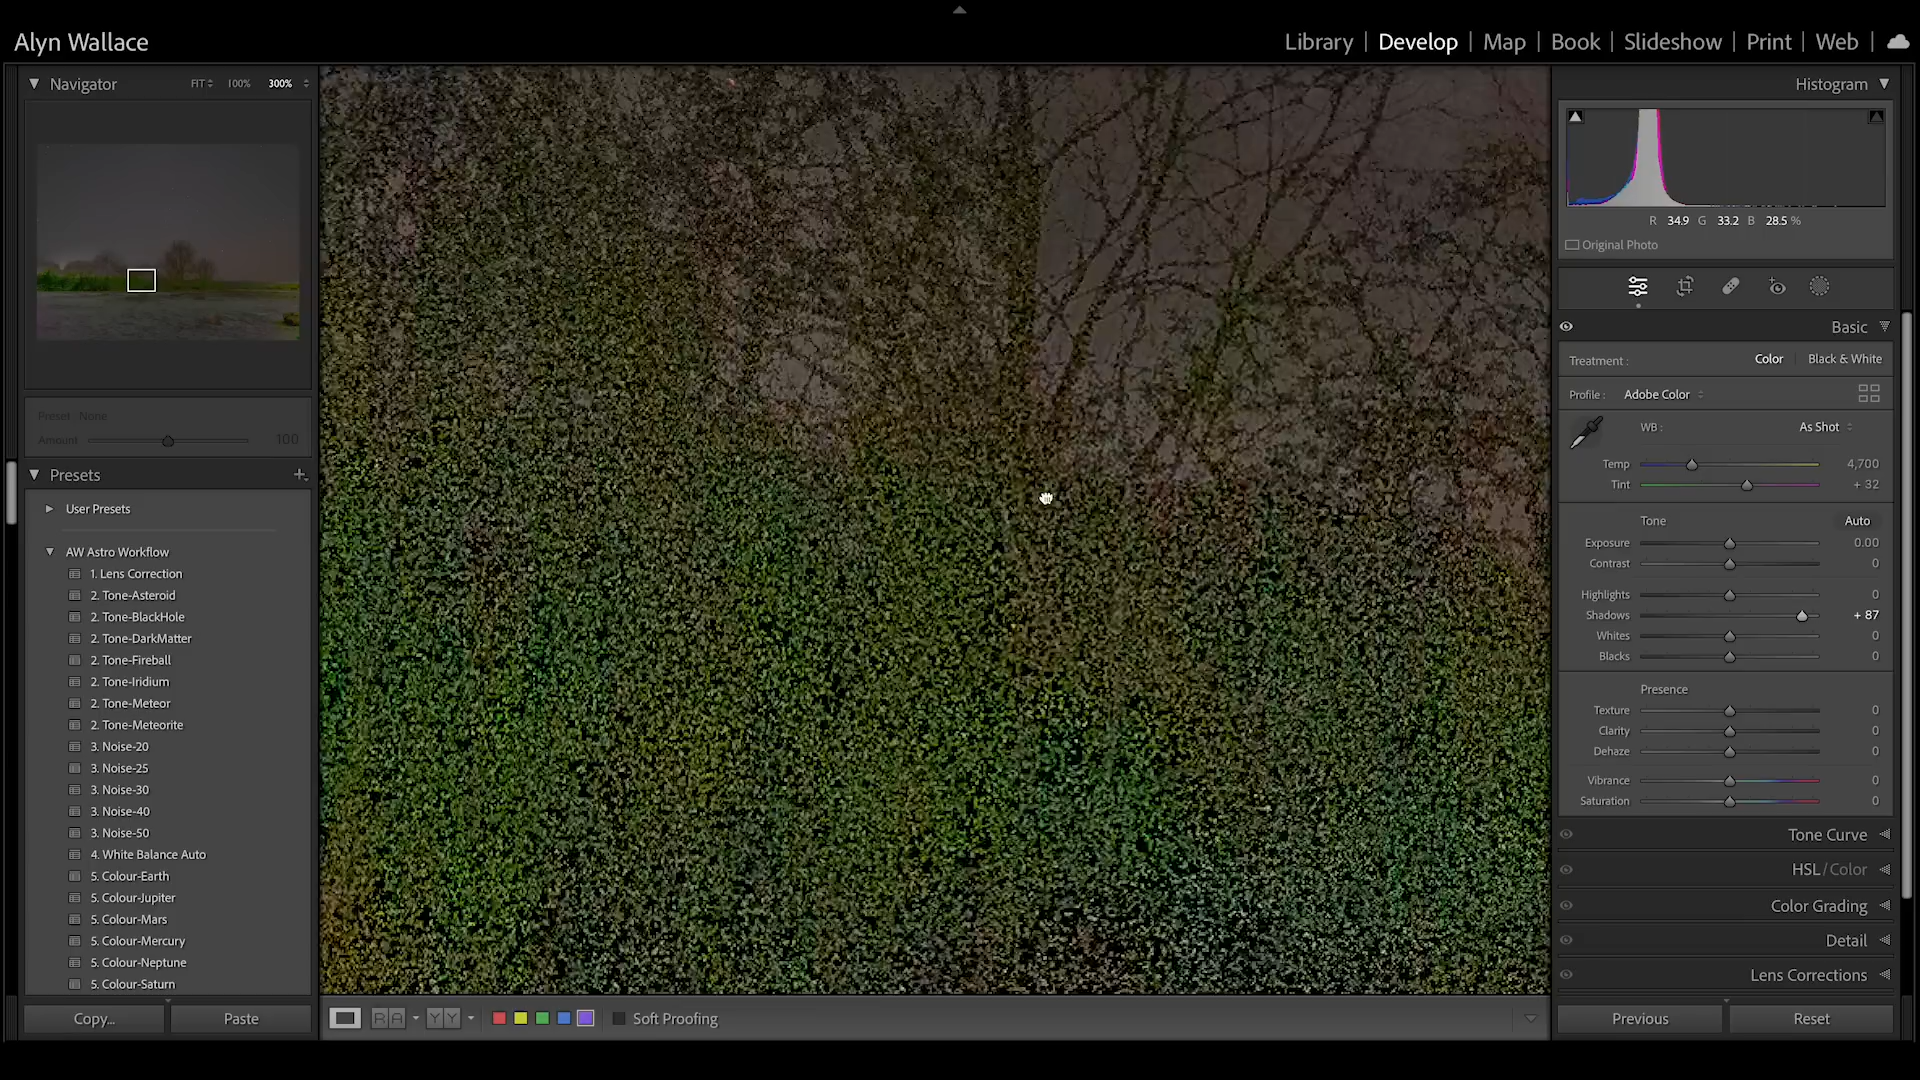 Alyn Wallace
Library | Develop | Map | Book | Slideshow | Print | Web
Navigator FIT 100% 300%
Preset: None
Amount 100
Presets +
User Presets
AW Astro Workflow
1. Lens Correction
2. Tone-Asteroid
2. Tone-BlackHole
2. Tone-DarkMatter
2. Tone-Fireball
2. Tone-Iridium
2. Tone-Meteor
2. Tone-Meteorite
3. Noise-20
3. Noise-25
3. Noise-30
3. Noise-40
3. Noise-50
4. White Balance Auto
5. Colour-Earth
5. Colour-Jupiter
5. Colour-Mars
5. Colour-Mercury
5. Colour-Neptune
5. Colour-Saturn
Copy... Paste
R A Y Y Soft Proofing
Histogram
R 34.9 G 33.2 B 28.5 %
Original Photo
Basic
Treatment : Color Black & White
Profile : Adobe Color
WB : As Shot
Temp 4,700
Tint + 32
Tone Auto
Exposure 0.00
Contrast 0
Highlights 0
Shadows + 87
Whites 0
Blacks 0
Presence
Texture 0
Clarity 0
Dehaze 0
Vibrance 0
Saturation 0
Tone Curve
HSL / Color
Color Grading
Detail
Lens Corrections
Previous Reset